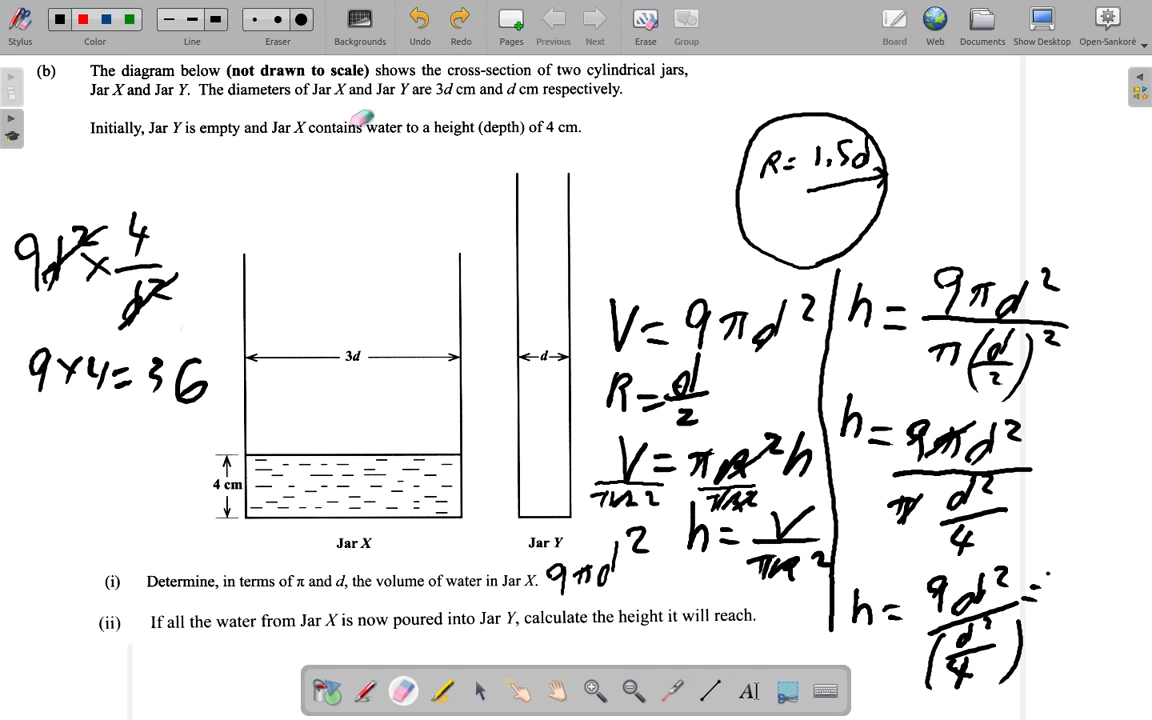 Stylus
Color
Line
Eraser
Backgrounds
Undo
Redo
Pages
Previous
Next
Erase
Group
Board
Web
Documents
Show Desktop
Open-Sankoré
(b) The diagram below (not drawn to scale) shows the cross-section of two cylindrical jars,
Jar X and Jar Y. The diameters of Jar X and Jar Y are 3d cm and d cm respectively.
Initially, Jar Y is empty and Jar X contains water to a height (depth) of 4 cm.
R= 1.5d
9d² × 4/d²
9×4=36
3d
d
4 cm
Jar X
Jar Y
V= 9πd²
R= d/2
V/πR² = πR²h/πR²
h= V/πR²
h= 9πd²/π(d/2)²
h= 9πd²/π d²/4
h= 9d²/(d²/4) =
(i) Determine, in terms of π and d, the volume of water in Jar X. 9πd²
(ii) If all the water from Jar X is now poured into Jar Y, calculate the height it will reach.